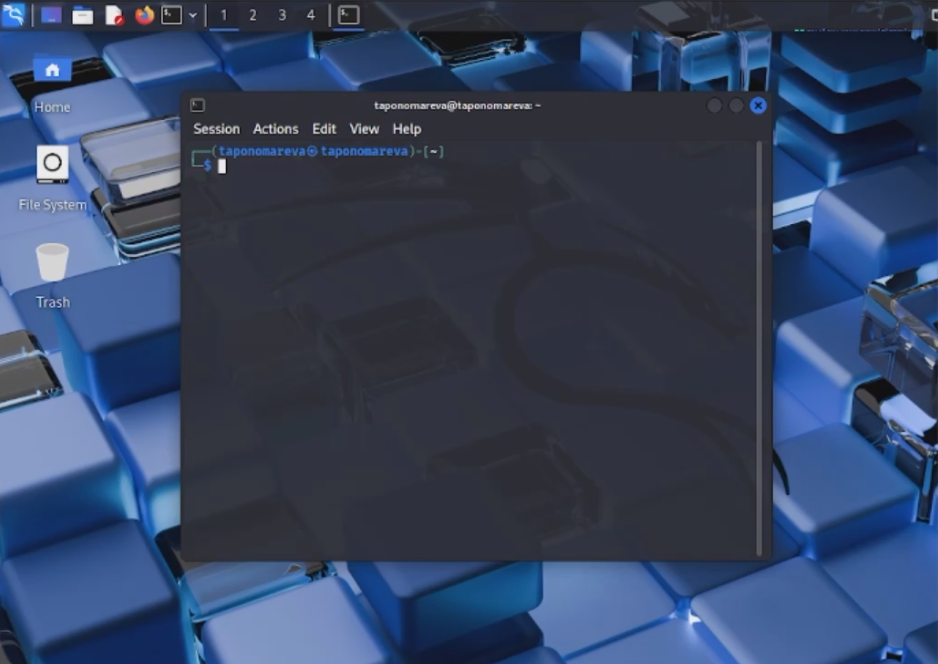 1 2 3 4
Home
File System
Trash
taponomareva@taponomareva: ~
Session Actions Edit View Help
┌──(taponomareva㉿taponomareva)-[~]
└─$